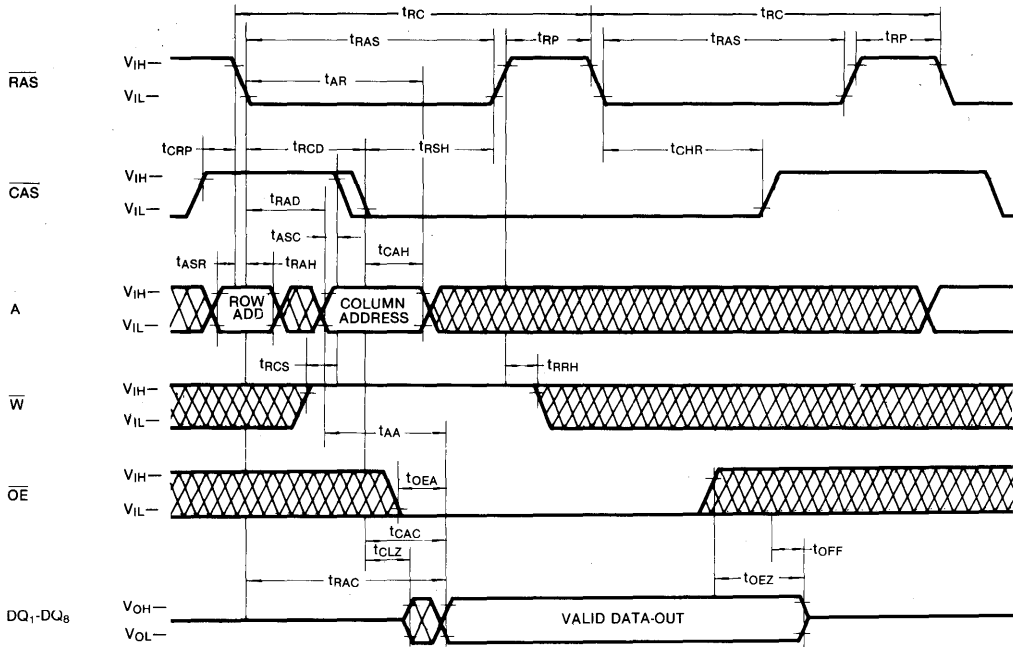 tRC tRC
tRAS tRP tRAS tRP
RAS VIH VIL
tAR
tCRP tRCD tRSH tCHR
CAS VIH VIL
tRAD
tASC
tCAH
tASR tRAH
A VIH VIL
ROW ADD
COLUMN ADDRESS
tRCS tRRH
W VIH VIL
tAA
OE VIH VIL
tOEA
tCAC
tCLZ tOFF
tRAC tOEZ
DQ1-DQ8 VOH VOL
VALID DATA-OUT